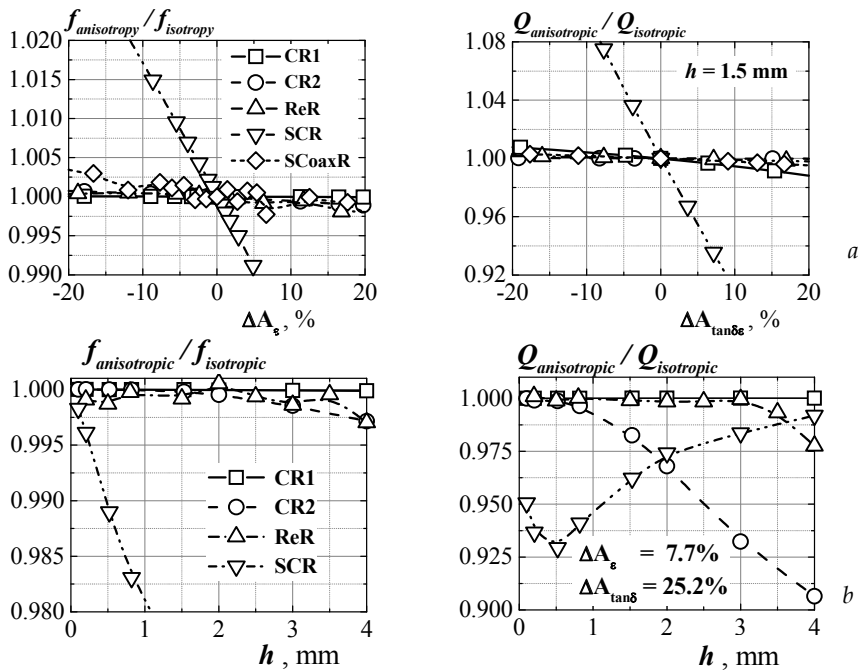 f_anisotropy / f_isotropy
1.020
1.015
1.010
1.005
1.000
0.995
0.990
-20 -10 0 10 20
ΔA_ε , %
CR1
CR2
ReR
SCR
SCoaxR
Q_anisotropic / Q_isotropic
1.08
1.04
1.00
0.96
0.92
-20 -10 0 10 20
ΔA_tanδε , %
h = 1.5 mm
a
f_anisotropic / f_isotropic
1.000
0.995
0.990
0.985
0.980
0 1 2 3 4
h , mm
CR1
CR2
ReR
SCR
Q_anisotropic / Q_isotropic
1.000
0.975
0.950
0.925
0.900
0 1 2 3 4
h , mm
ΔA_ε = 7.7%
ΔA_tanδ = 25.2%
b